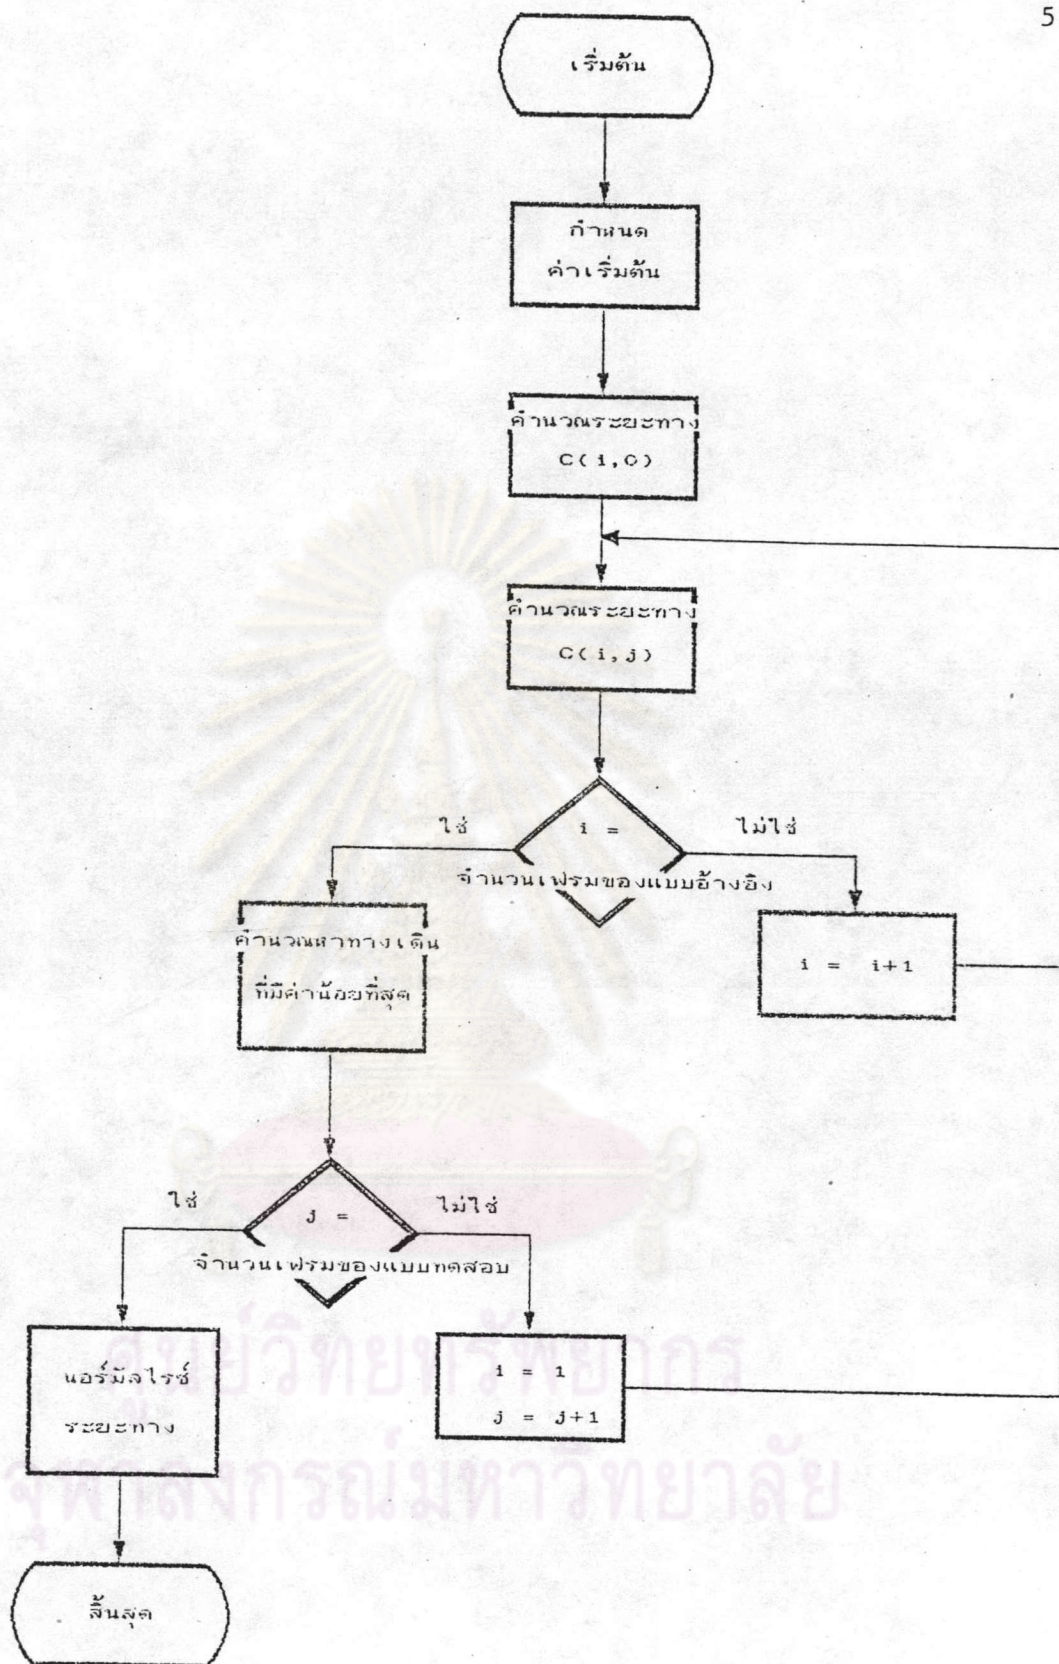 5
เริ่มต้น
กำหนด
ค่าเริ่มต้น
คำนวณระยะทาง
C(i,0)
คำนวณระยะทาง
C(i,j)
ใช่
i =
ไม่ใช่
จำนวนเฟรมของแบบอ้างอิง
คำนวณหาทางเดิน
ที่มีค่าน้อยที่สุด
i = i+1
ใช่
j =
ไม่ใช่
จำนวนเฟรมของแบบทดสอบ
นอร์มัลไรซ์
ระยะทาง
i = 1
j = j+1
ศูนย์วิทยทรัพยากร
จุฬาลงกรณ์มหาวิทยาลัย
สิ้นสุด